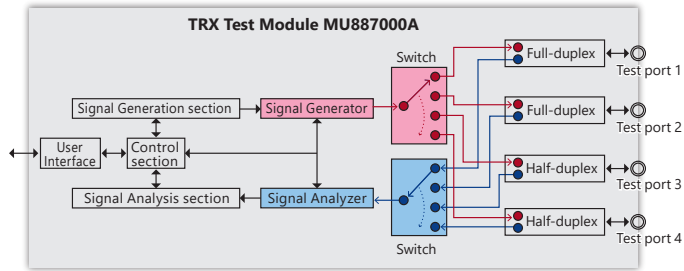 TRX Test Module MU887000A
Switch
Full-duplex
Test port 1
Signal Generation section
Signal Generator
Full-duplex
Test port 2
User
Interface
Control
section
Half-duplex
Test port 3
Signal Analysis section
Signal Analyzer
Half-duplex
Test port 4
Switch